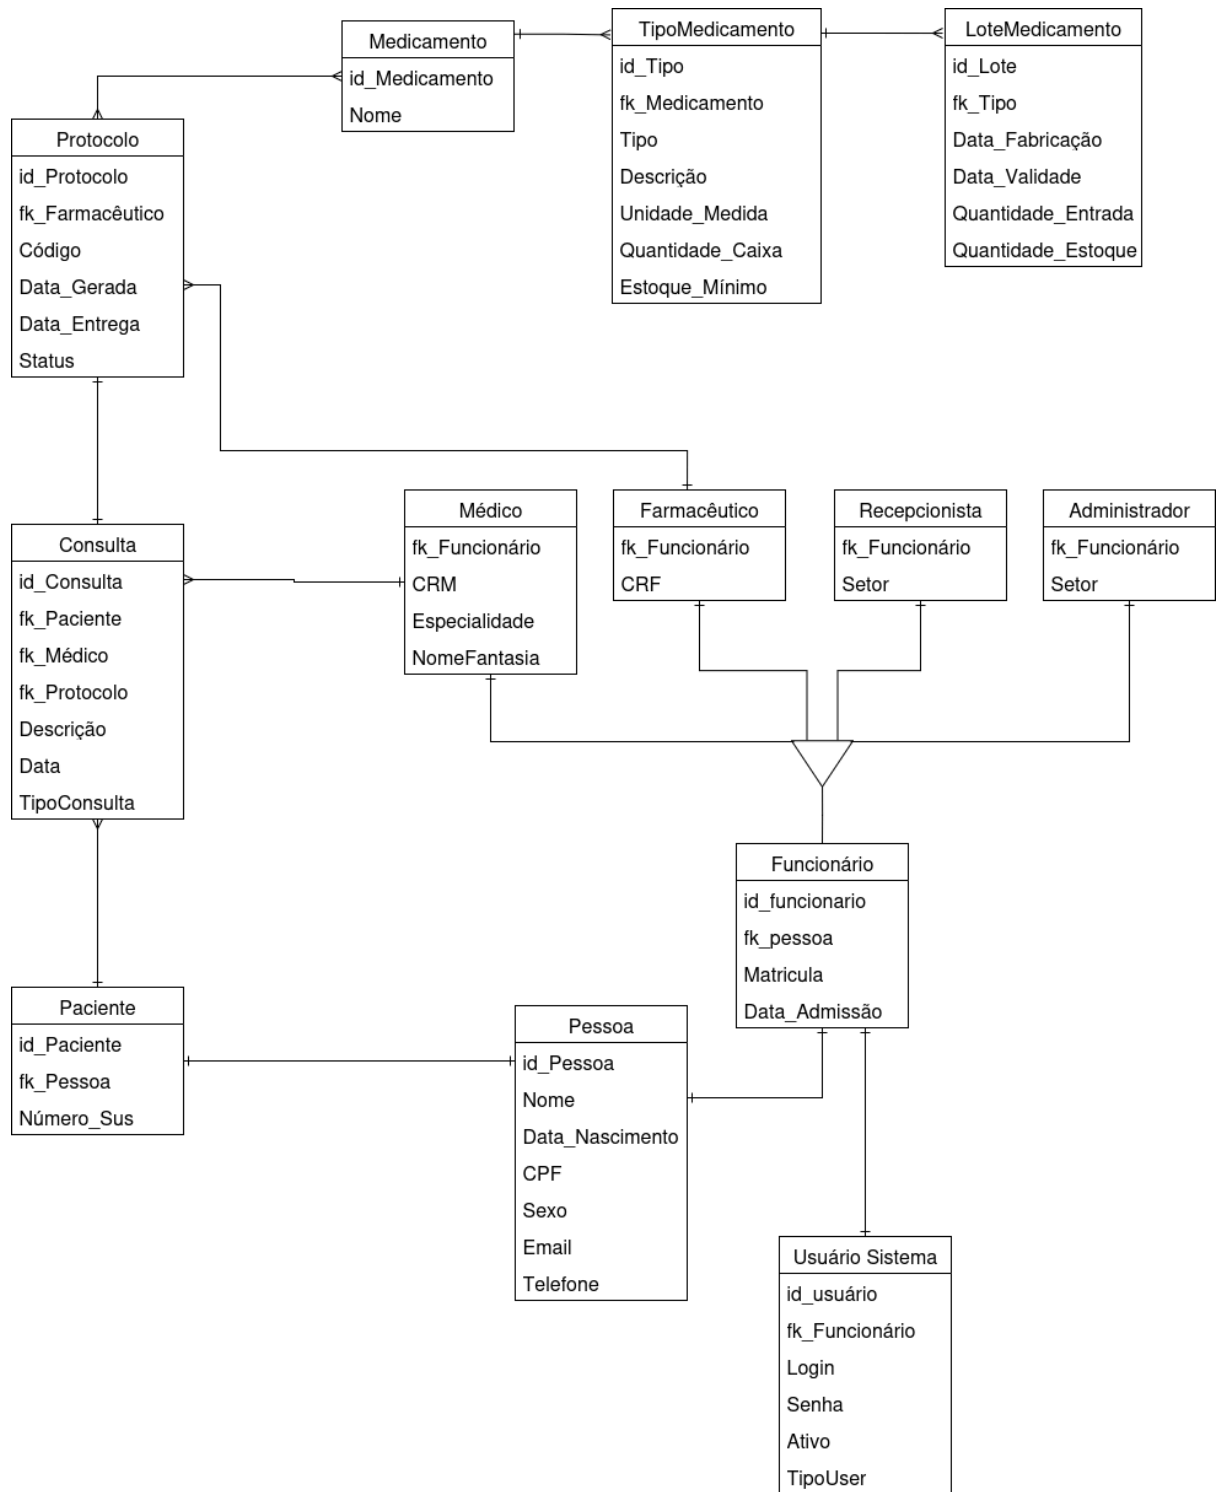 Medicamento
id_Medicamento
Nome
TipoMedicamento
id_Tipo
fk_Medicamento
Tipo
Descrição
Unidade_Medida
Quantidade_Caixa
Estoque_Mínimo
LoteMedicamento
id_Lote
fk_Tipo
Data_Fabricação
Data_Validade
Quantidade_Entrada
Quantidade_Estoque
Protocolo
id_Protocolo
fk_Farmacêutico
Código
Data_Gerada
Data_Entrega
Status
Médico
fk_Funcionário
CRM
Especialidade
NomeFantasia
Farmacêutico
fk_Funcionário
CRF
Recepcionista
fk_Funcionário
Setor
Administrador
fk_Funcionário
Setor
Consulta
id_Consulta
fk_Paciente
fk_Médico
fk_Protocolo
Descrição
Data
TipoConsulta
Funcionário
id_funcionario
fk_pessoa
Matricula
Data_Admissão
Paciente
id_Paciente
fk_Pessoa
Número_Sus
Pessoa
id_Pessoa
Nome
Data_Nascimento
CPF
Sexo
Email
Telefone
Usuário Sistema
id_usuário
fk_Funcionário
Login
Senha
Ativo
TipoUser